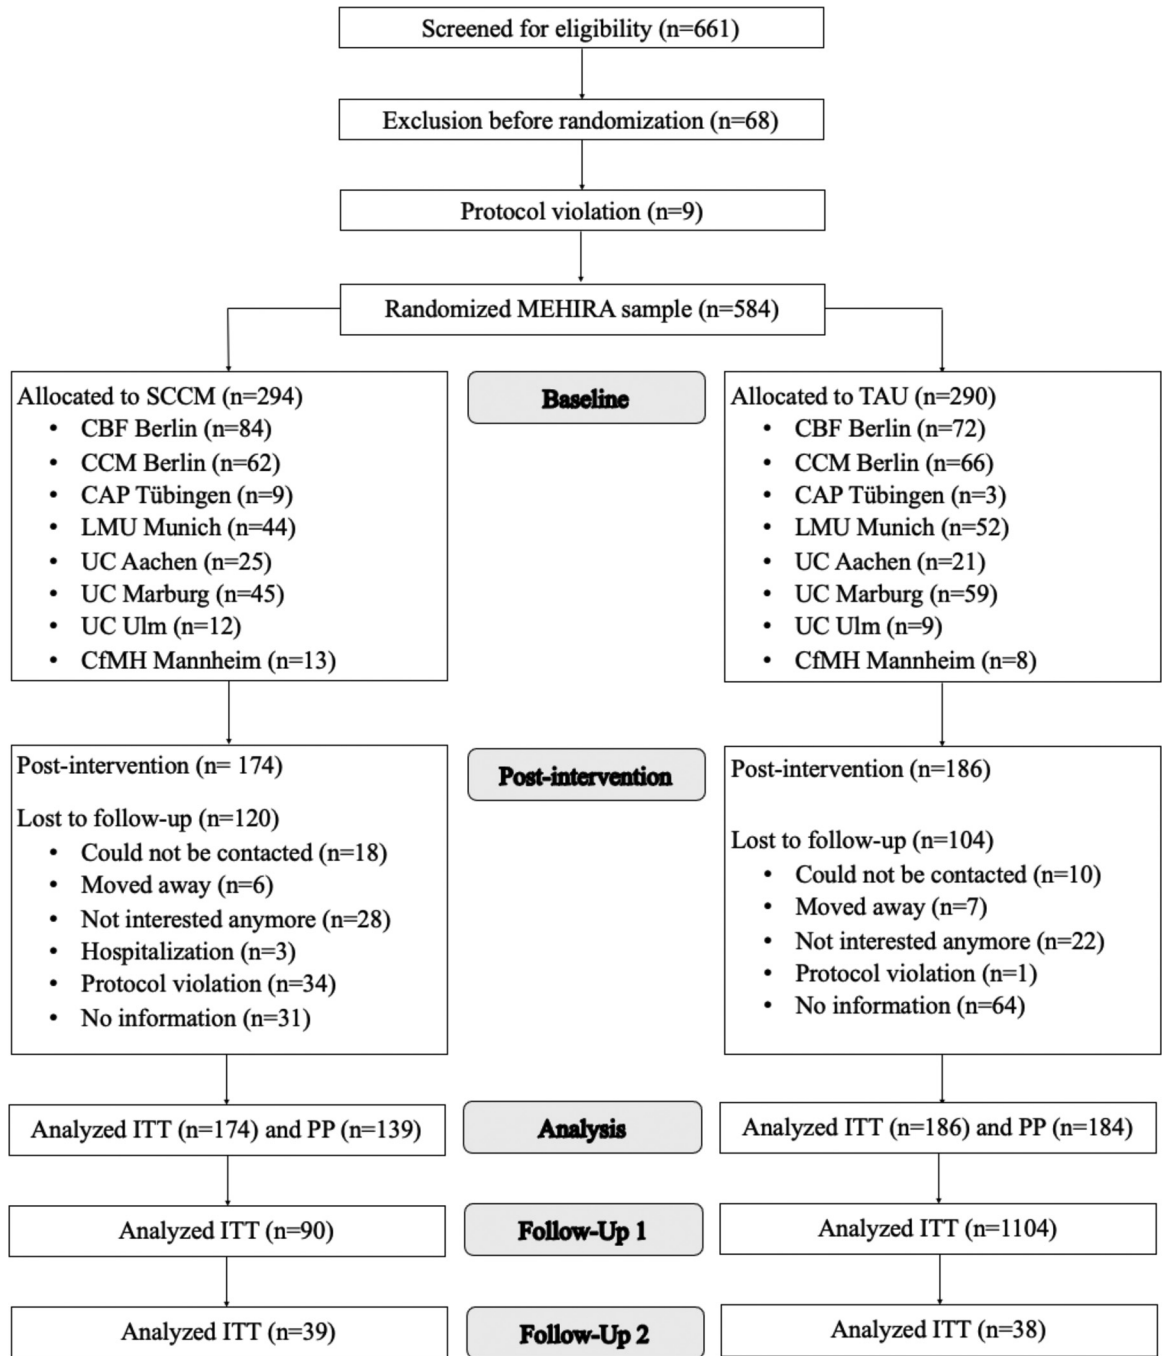 Screened for eligibility (n=661)
Exclusion before randomization (n=68)
Protocol violation (n=9)
Randomized MEHIRA sample (n=584)
Allocated to SCCM (n=294)
• CBF Berlin (n=84)
• CCM Berlin (n=62)
• CAP Tübingen (n=9)
• LMU Munich (n=44)
• UC Aachen (n=25)
• UC Marburg (n=45)
• UC Ulm (n=12)
• CfMH Mannheim (n=13)
Baseline
Allocated to TAU (n=290)
• CBF Berlin (n=72)
• CCM Berlin (n=66)
• CAP Tübingen (n=3)
• LMU Munich (n=52)
• UC Aachen (n=21)
• UC Marburg (n=59)
• UC Ulm (n=9)
• CfMH Mannheim (n=8)
Post-intervention (n= 174)
Lost to follow-up (n=120)
• Could not be contacted (n=18)
• Moved away (n=6)
• Not interested anymore (n=28)
• Hospitalization (n=3)
• Protocol violation (n=34)
• No information (n=31)
Post-intervention
Post-intervention (n=186)
Lost to follow-up (n=104)
• Could not be contacted (n=10)
• Moved away (n=7)
• Not interested anymore (n=22)
• Protocol violation (n=1)
• No information (n=64)
Analyzed ITT (n=174) and PP (n=139)
Analysis
Analyzed ITT (n=186) and PP (n=184)
Analyzed ITT (n=90)
Follow-Up 1
Analyzed ITT (n=1104)
Analyzed ITT (n=39)
Follow-Up 2
Analyzed ITT (n=38)